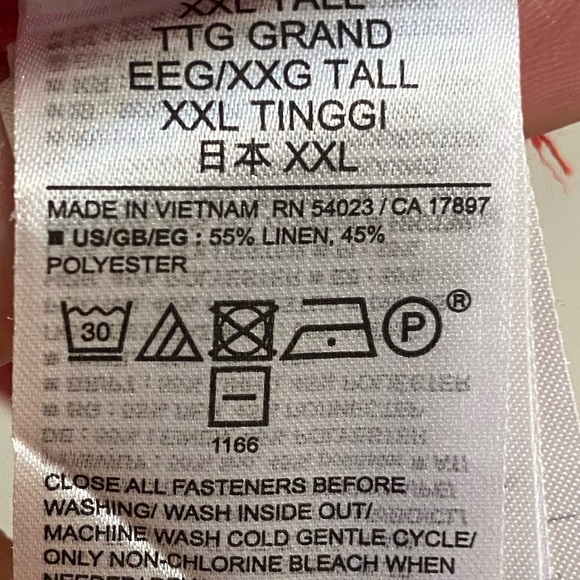 XXL TALL
TTG GRAND
EEG/XXG TALL
XXL TINGGI
日本 XXL
MADE IN VIETNAM RN 54023 / CA 17897
■ US/GB/EG : 55% LINEN, 45%
POLYESTER
30 P ®
1166
CLOSE ALL FASTENERS BEFORE
WASHING/ WASH INSIDE OUT/
MACHINE WASH COLD GENTLE CYCLE/
ONLY NON-CHLORINE BLEACH WHEN